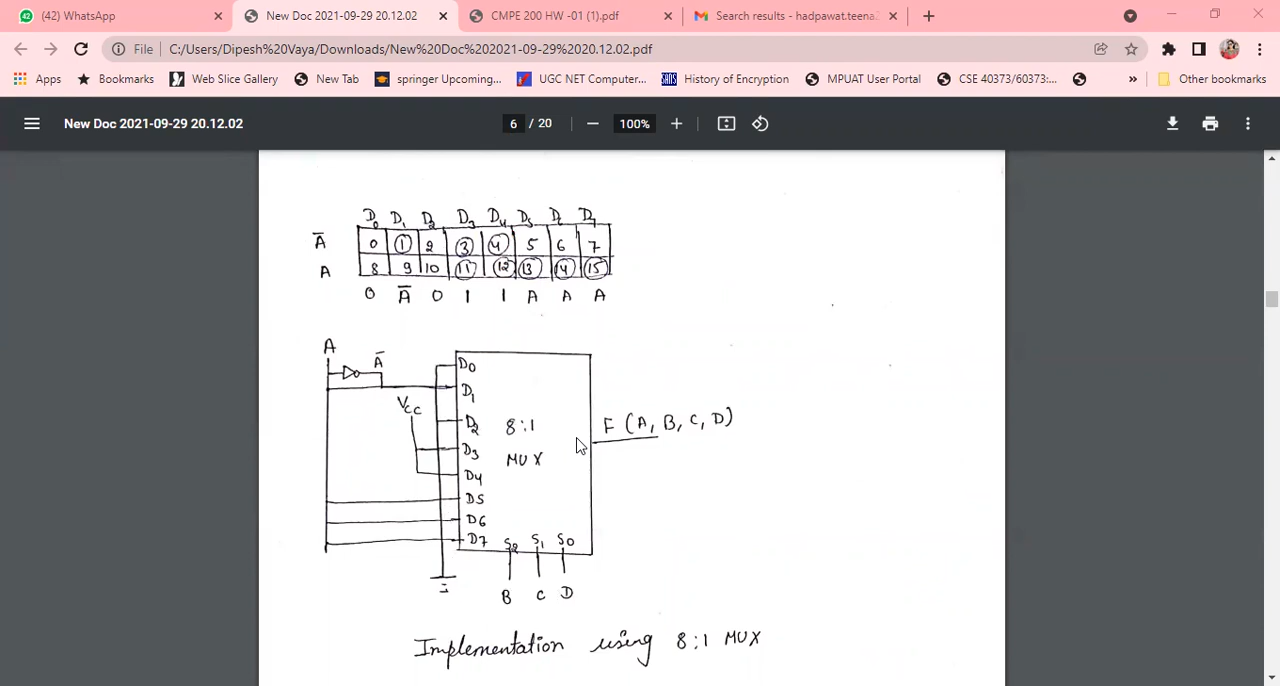 (42) WhatsApp
New Doc 2021-09-29 20.12.02
CMPE 200 HW -01 (1).pdf
Search results - hadpawat.teena
File
C:/Users/Dipesh%20Vaya/Downloads/New%20Doc%202021-09-29%2020.12.02.pdf
Apps
Bookmarks
Web Slice Gallery
New Tab
springer Upcoming...
UGC NET Computer...
History of Encryption
MPUAT User Portal
CSE 40373/60373:...
Other bookmarks
New Doc 2021-09-29 20.12.02
6 / 20
100%
D0 D1 D2 D3 D4 D5 D6 D7
A̅ 0 1 2 3 4 5 6 7
A 8 9 10 11 12 13 14 15
0 A̅ 0 1 1 A A A
A
A̅
VCC
D0
D1
D2
D3
D4
D5
D6
D7
8:1
MUX
F (A, B, C, D)
S2 S1 S0
B C D
Implementation using 8:1 MUX